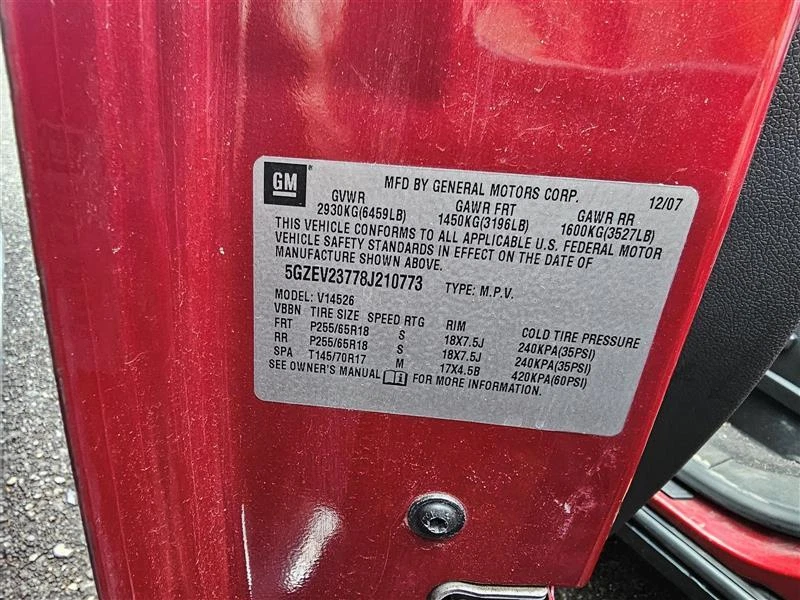 GM
MFD BY GENERAL MOTORS CORP. 12/07
GVWR GAWR FRT GAWR RR
2930KG(6459LB) 1450KG(3196LB) 1600KG(3527LB)
THIS VEHICLE CONFORMS TO ALL APPLICABLE U.S. FEDERAL MOTOR
VEHICLE SAFETY STANDARDS IN EFFECT ON THE DATE OF
MANUFACTURE SHOWN ABOVE.
5GZEV23778J210773 TYPE: M.P.V.
MODEL: V14526
VBBN TIRE SIZE SPEED RTG RIM COLD TIRE PRESSURE
FRT P255/65R18 S 18X7.5J 240KPA(35PSI)
RR P255/65R18 S 18X7.5J 240KPA(35PSI)
SPA T145/70R17 M 17X4.5B 420KPA(60PSI)
SEE OWNER'S MANUAL FOR MORE INFORMATION.